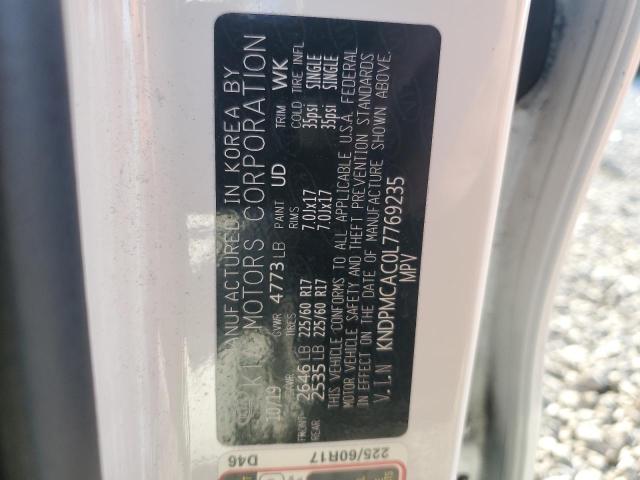 MANUFACTURED IN KOREA BY
KIA MOTORS CORPORATION
10/19 GVWR 4773LB PAINT UD TRIM WK
GAWR TIRES RIMS COLD TIRE INFL
FRONT 2646LB 225/60 R17 7.0Jx17 35psi SINGLE
REAR 2535LB 225/60 R17 7.0Jx17 35psi SINGLE
THIS VEHICLE CONFORMS TO ALL APPLICABLE U.S.A. FEDERAL
MOTOR VEHICLE SAFETY AND THEFT PREVENTION STANDARDS
IN EFFECT ON THE DATE OF MANUFACTURE SHOWN ABOVE.
V.I.N KNDPMCAC0L7769235
MPV
D46
225/60R17